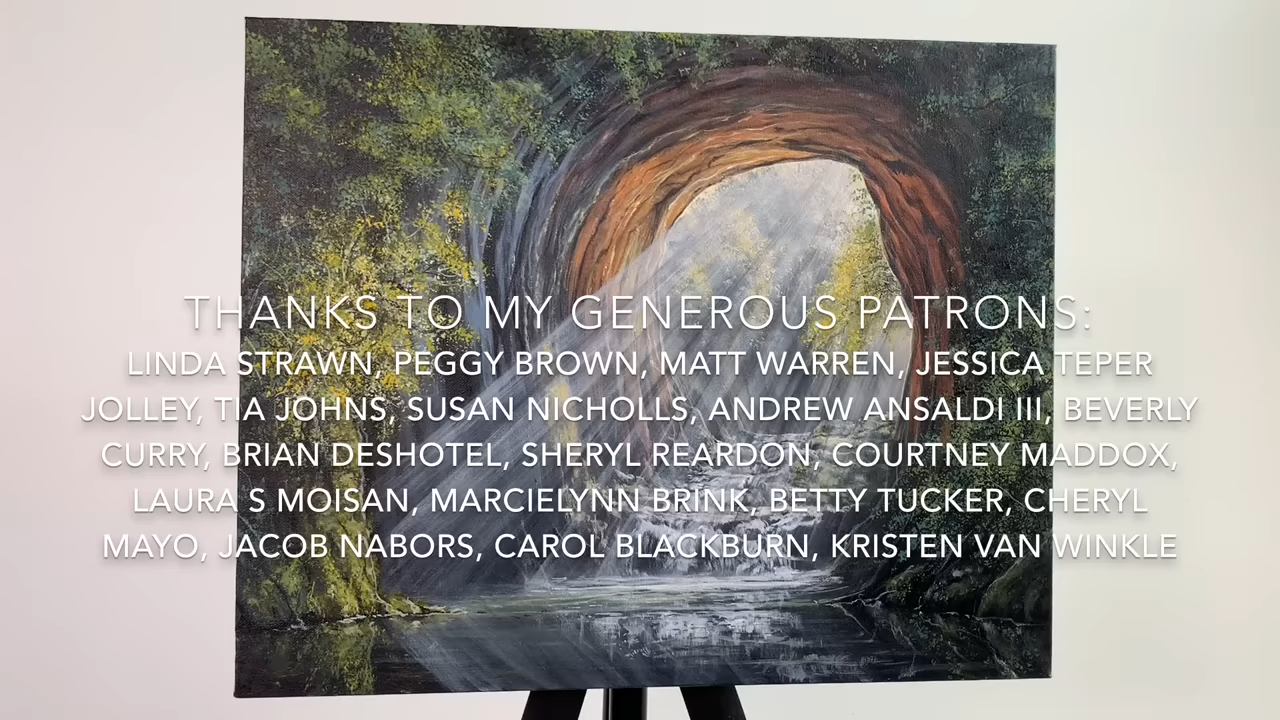 THANKS TO MY GENEROUS PATRONS:
LINDA STRAWN, PEGGY BROWN, MATT WARREN, JESSICA TEPER
JOLLEY, TIA JOHNS, SUSAN NICHOLLS, ANDREW ANSALDI III, BEVERLY
CURRY, BRIAN DESHOTEL, SHERYL REARDON, COURTNEY MADDOX,
LAURA S MOISAN, MARCIELYNN BRINK, BETTY TUCKER, CHERYL
MAYO, JACOB NABORS, CAROL BLACKBURN, KRISTEN VAN WINKLE